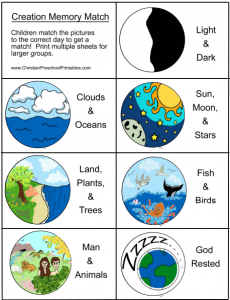 Creation Memory Match
Children match the pictures
to the correct day to get a
match! Print multiple sheets for
larger groups.
www.ChristianPreschoolPrintables.com
Light
&
Dark
Clouds
&
Oceans
Sun,
Moon,
&
Stars
Land,
Plants,
&
Trees
Fish
&
Birds
Man
&
Animals
ZZZZ...
God
Rested